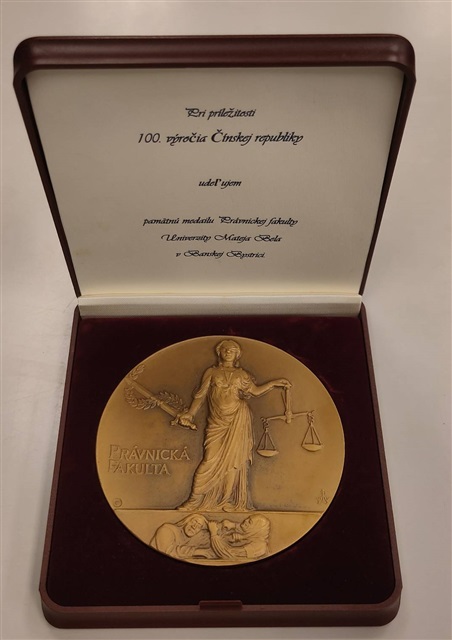 Pri príležitosti
100. výročia Čínskej republiky
udeľujem
pamätnú medailu Právnickej fakulty
Univerzity Mateja Bela
v Banskej Bystrici
PRÁVNICKÁ
FAKULTA